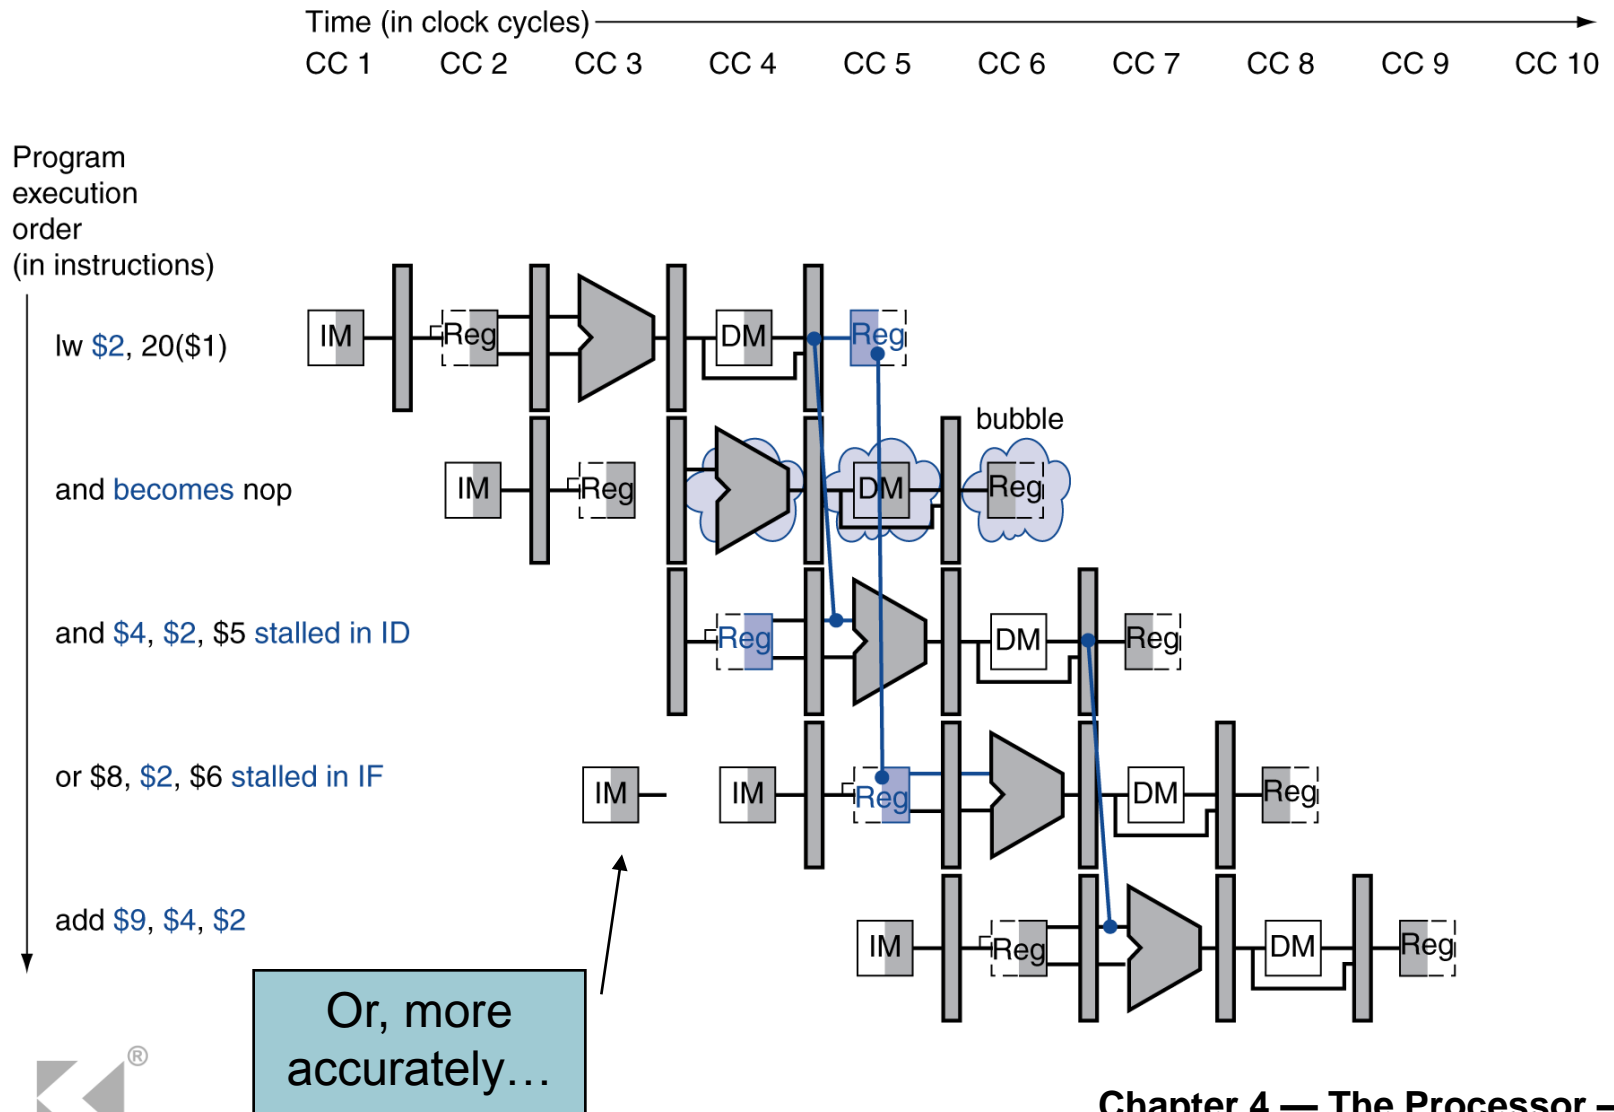 Time (in clock cycles)
CC 1 CC 2 CC 3 CC 4 CC 5 CC 6 CC 7 CC 8 CC 9 CC 10
Program
execution
order
(in instructions)
lw $2, 20($1)
IM Reg DM Reg
bubble
and becomes nop
IM Reg DM Reg
and $4, $2, $5 stalled in ID
Reg DM Reg
or $8, $2, $6 stalled in IF
IM IM Reg DM Reg
add $9, $4, $2
IM Reg DM Reg
Or, more
accurately…
®
Chapter 4 — The Processor —